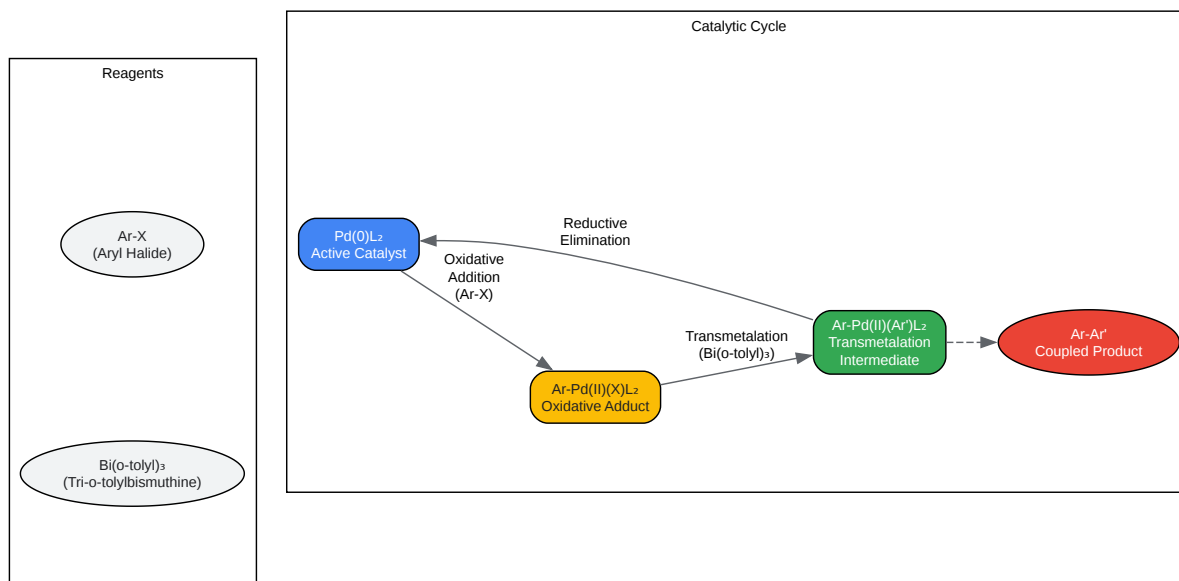 Reagents
Ar-X
(Aryl Halide)
Bi(o-tolyl)₃
(Tri-o-tolylbismuthine)
Catalytic Cycle
Pd(0)L₂
Active Catalyst
Oxidative
Addition
(Ar-X)
Reductive
Elimination
Ar-Pd(II)(X)L₂
Oxidative Adduct
Transmetalation
(Bi(o-tolyl)₃)
Ar-Pd(II)(Ar')L₂
Transmetalation
Intermediate
Ar-Ar'
Coupled Product